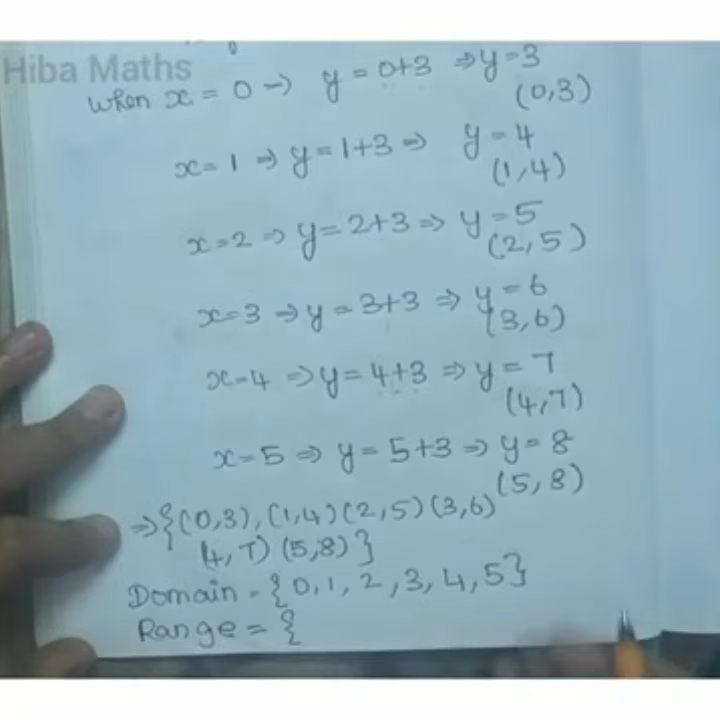 Hiba Maths
When x = 0 → y = 0+3 ⇒ y=3
(0,3)
x=1 ⇒ y=1+3 ⇒ y=4
(1,4)
x=2 ⇒ y=2+3 ⇒ y=5
(2,5)
x=3 ⇒ y=3+3 ⇒ y=6
(3,6)
x=4 ⇒ y=4+3 ⇒ y=7
(4,7)
x=5 ⇒ y=5+3 ⇒ y=8
(5,8)
⇒{(0,3),(1,4)(2,5)(3,6)
(4,7)(5,8)}
Domain = {0,1,2,3,4,5}
Range = {